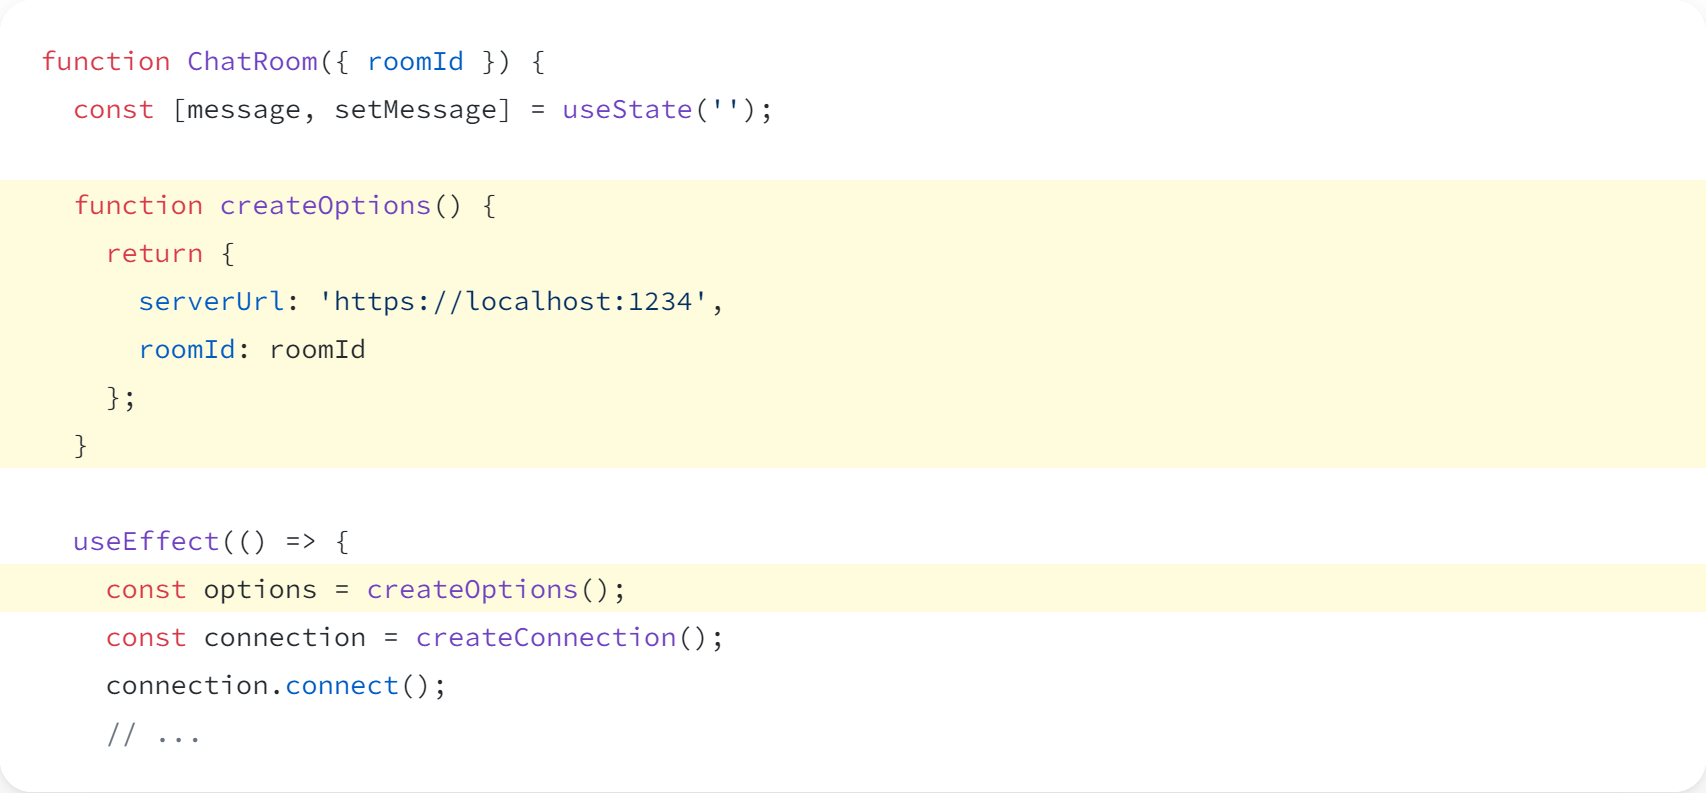 function ChatRoom({ roomId }) {
  const [message, setMessage] = useState('');
  function createOptions() {
    return {
      serverUrl: 'https://localhost:1234',
      roomId: roomId
    };
  }
  useEffect(() => {
    const options = createOptions();
    const connection = createConnection();
    connection.connect();
    // ...